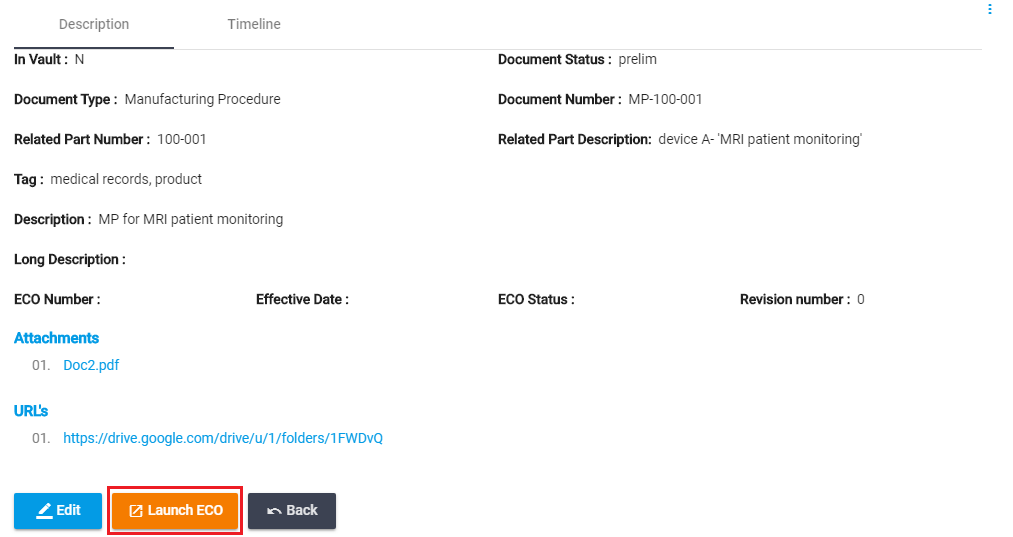 Description Timeline
In Vault : N Document Status : prelim
Document Type : Manufacturing Procedure Document Number : MP-100-001
Related Part Number : 100-001 Related Part Description: device A- 'MRI patient monitoring'
Tag : medical records, product
Description : MP for MRI patient monitoring
Long Description :
ECO Number : Effective Date : ECO Status : Revision number : 0
Attachments
01. Doc2.pdf
URL's
01. https://drive.google.com/drive/u/1/folders/1FWDvQ
Edit Launch ECO Back